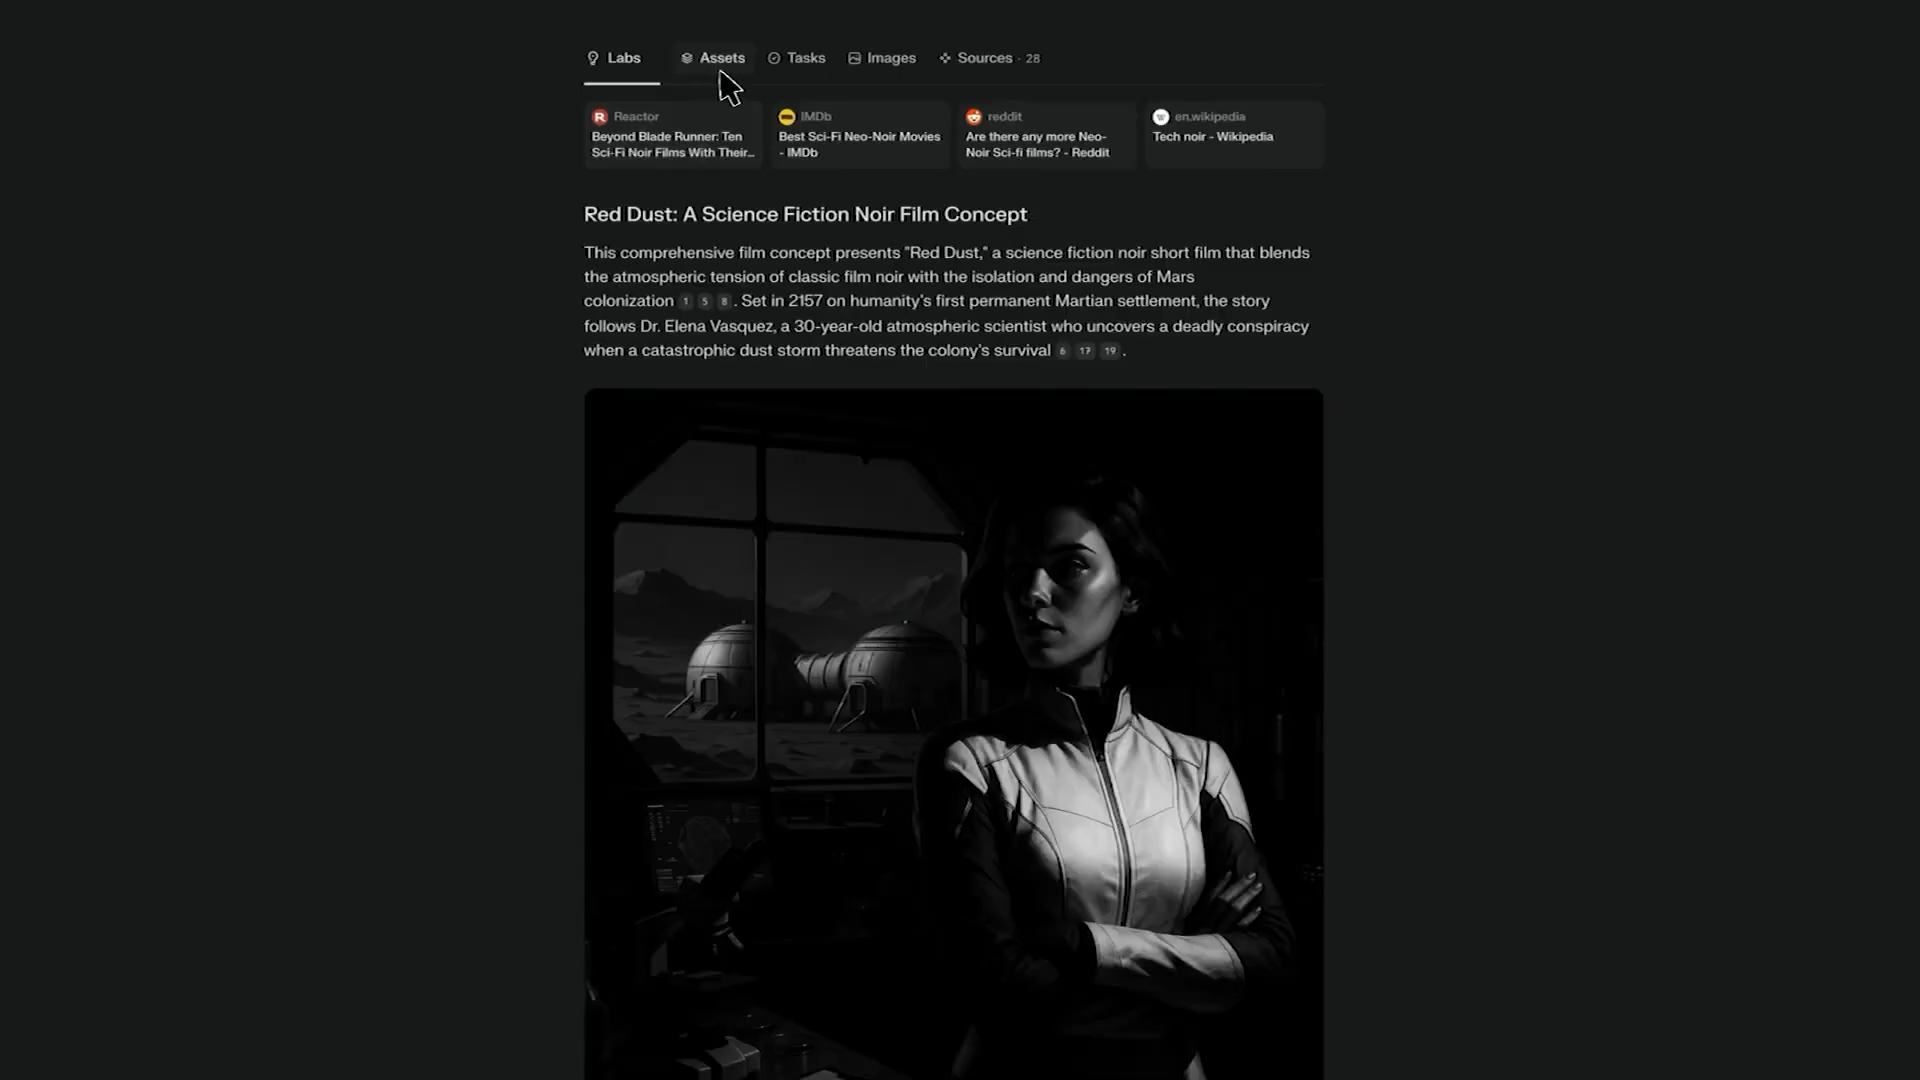 Labs
Assets
Tasks
Images
Sources · 28
Reactor
Beyond Blade Runner: Ten
Sci-Fi Noir Films With Their...
IMDb
Best Sci-Fi Neo-Noir Movies
- IMDb
reddit
Are there any more Neo-
Noir Sci-fi films? - Reddit
en.wikipedia
Tech noir - Wikipedia
Red Dust: A Science Fiction Noir Film Concept
This comprehensive film concept presents "Red Dust," a science fiction noir short film that blends
the atmospheric tension of classic film noir with the isolation and dangers of Mars
colonization 1 5 8 . Set in 2157 on humanity's first permanent Martian settlement, the story
follows Dr. Elena Vasquez, a 30-year-old atmospheric scientist who uncovers a deadly conspiracy
when a catastrophic dust storm threatens the colony's survival 6 17 19 .